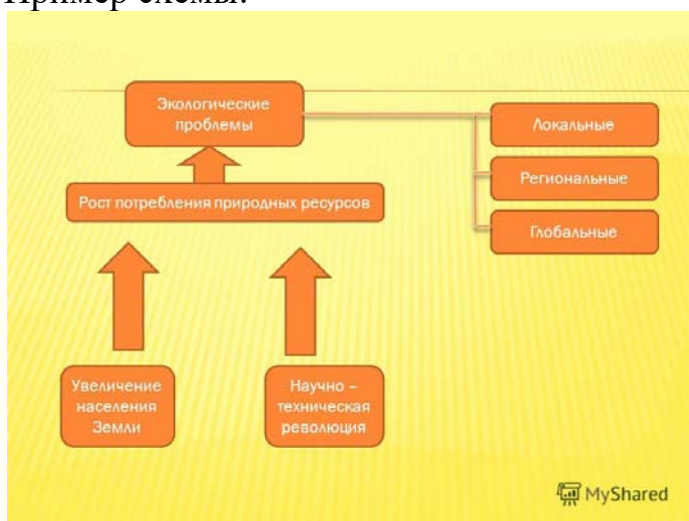 Пример схемы:
Экологические
проблемы
Локальные
Региональные
Рост потребления природных ресурсов
Глобальные
Увеличение
населения
Земли
Научно –
техническая
революция
MyShared